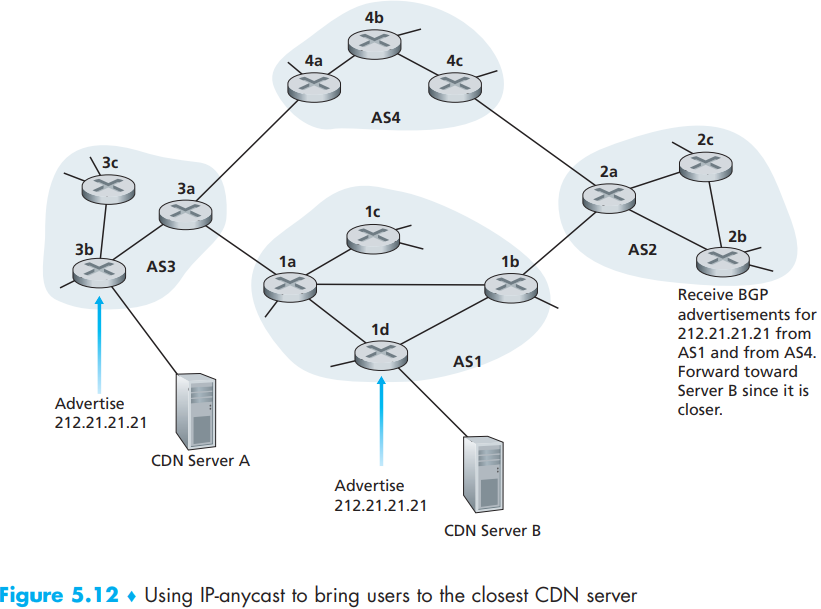 4b
4a
4c
AS4
3c
3a
3b
AS3
2c
2a
2b
AS2
1c
1a
1b
1d
AS1
Receive BGP
advertisements for
212.21.21.21 from
AS1 and from AS4.
Forward toward
Server B since it is
closer.
Advertise
212.21.21.21
CDN Server A
Advertise
212.21.21.21
CDN Server B
Figure 5.12 ♦ Using IP-anycast to bring users to the closest CDN server